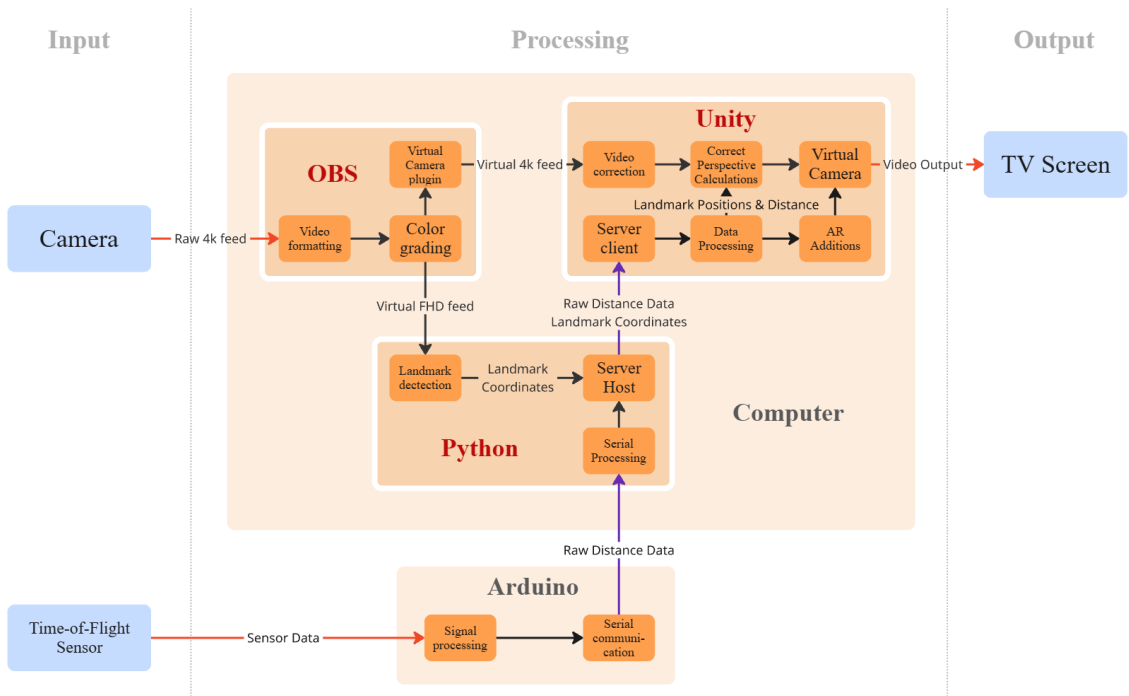 Input
Processing
Output
OBS
Virtual
Camera
plugin
Virtual 4k feed
Unity
Video
correction
Correct
Perspective
Calculations
Virtual
Camera
Video Output
TV Screen
Camera
Raw 4k feed
Video
formatting
Color
grading
Landmark Positions & Distance
Server
client
Data
Processing
AR
Additions
Virtual FHD feed
Raw Distance Data
Landmark Coordinates
Landmark
dectection
Landmark
Coordinates
Server
Host
Computer
Python
Serial
Processing
Raw Distance Data
Arduino
Time-of-Flight
Sensor
Sensor Data
Signal
processing
Serial
communi-
cation